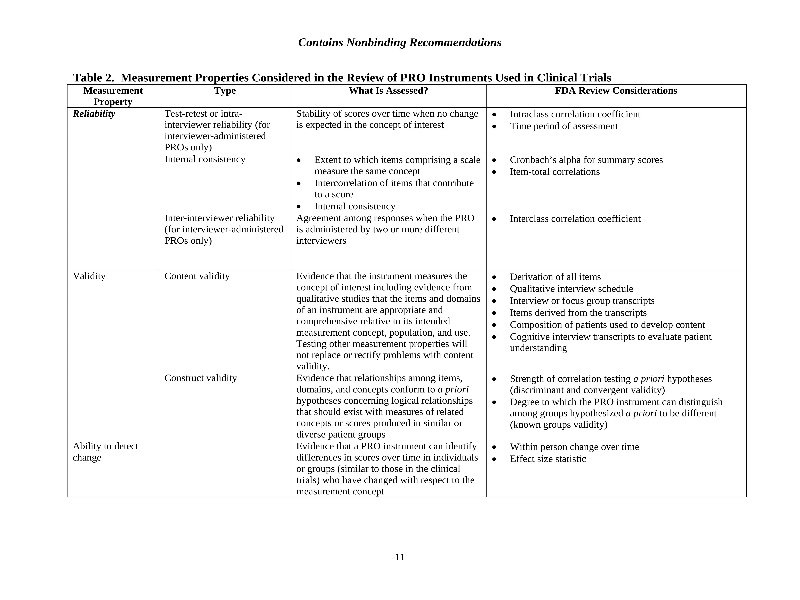 Contains Nonbinding Recommendations
Table 2. Measurement Properties Considered in the Review of PRO Instruments Used in Clinical Trials
Measurement
Property
Type
What Is Assessed?
FDA Review Considerations
Reliability
Test-retest or intra-
interviewer reliability (for
interviewer-administered
PROs only)
Stability of scores over time when no change
is expected in the concept of interest
• Intraclass correlation coefficient
• Time period of assessment
Internal consistency
• Extent to which items comprising a scale
measure the same concept
• Intercorrelation of items that contribute
to a score
• Internal consistency
• Cronbach's alpha for summary scores
• Item-total correlations
Inter-interviewer reliability
(for interviewer-administered
PROs only)
Agreement among responses when the PRO
is administered by two or more different
interviewers
• Interclass correlation coefficient
Validity
Content validity
Evidence that the instrument measures the
concept of interest including evidence from
qualitative studies that the items and domains
of an instrument are appropriate and
comprehensive relative to its intended
measurement concept, population, and use.
Testing other measurement properties will
not replace or rectify problems with content
validity.
• Derivation of all items
• Qualitative interview schedule
• Interview or focus group transcripts
• Items derived from the transcripts
• Composition of patients used to develop content
• Cognitive interview transcripts to evaluate patient
understanding
Construct validity
Evidence that relationships among items,
domains, and concepts conform to a priori
hypotheses concerning logical relationships
that should exist with measures of related
concepts or scores produced in similar or
diverse patient groups
• Strength of correlation testing a priori hypotheses
(discriminant and convergent validity)
• Degree to which the PRO instrument can distinguish
among groups hypothesized a priori to be different
(known groups validity)
Ability to detect
change
Evidence that a PRO instrument can identify
differences in scores over time in individuals
or groups (similar to those in the clinical
trials) who have changed with respect to the
measurement concept
• Within person change over time
• Effect size statistic
11